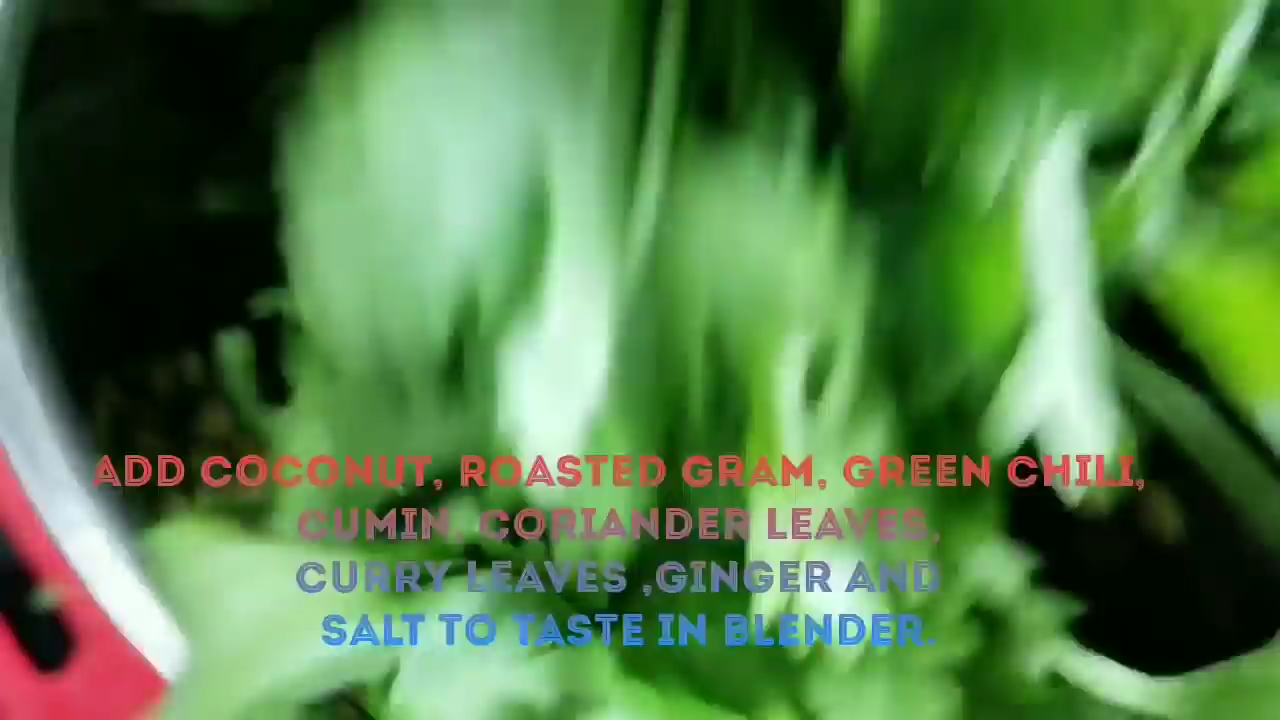 ADD COCONUT, ROASTED GRAM, GREEN CHILI,
CUMIN, CORIANDER LEAVES,
CURRY LEAVES ,GINGER AND
SALT TO TASTE IN BLENDER.